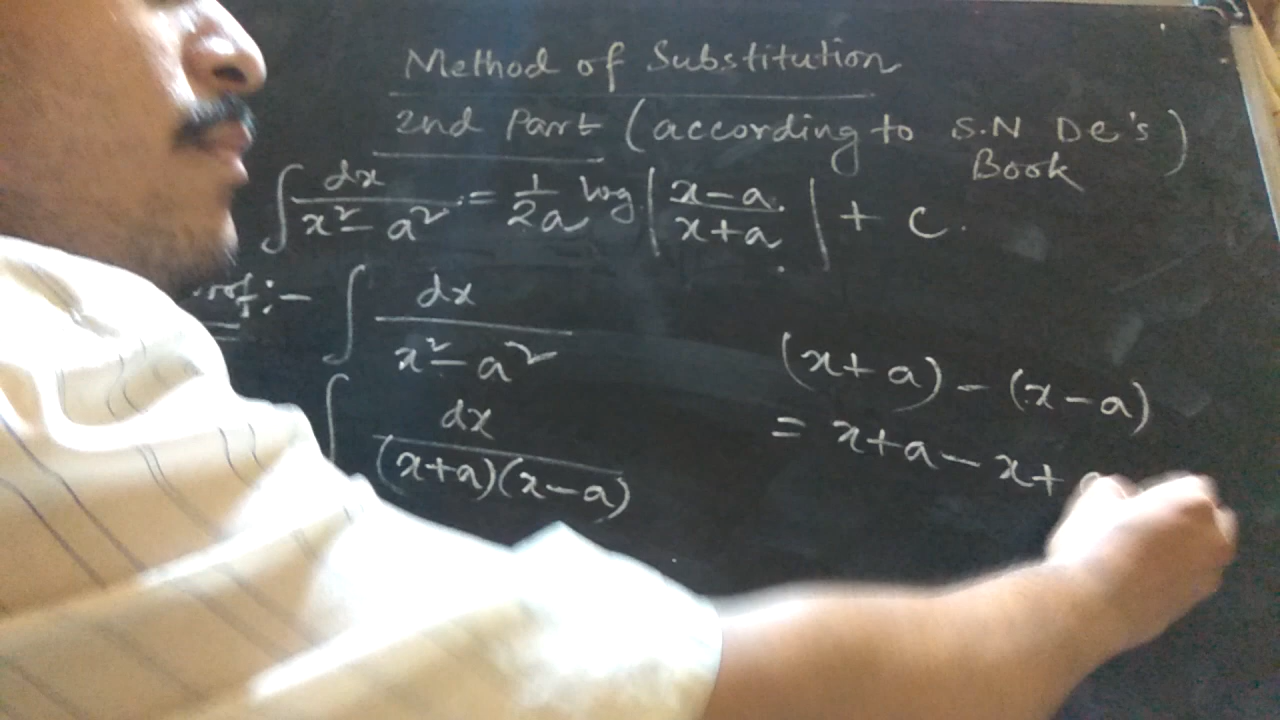 Method of Substitution
2nd Part (according to S.N De's Book)
∫ dx / x² - a² = 1/2a log | x-a / x+a | + c.
∫ dx / x² - a²
∫ dx / (x+a)(x-a)
(x+a) - (x-a)
= x+a - x+